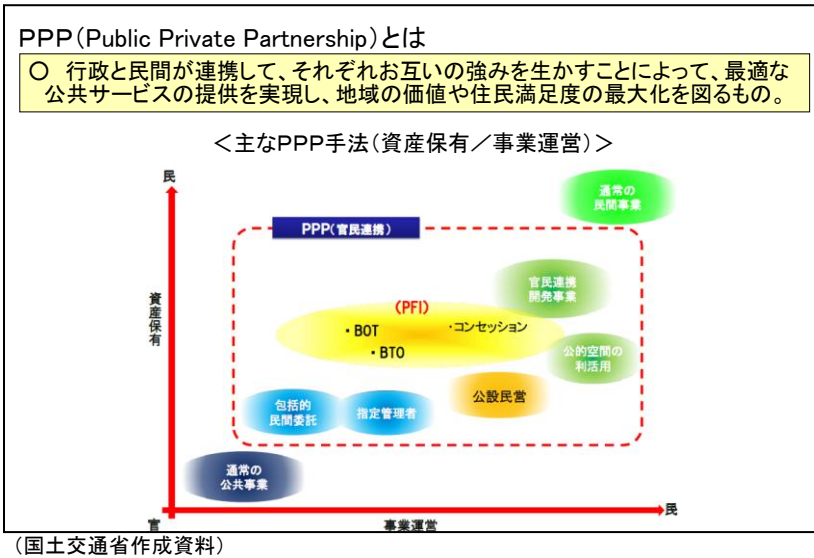 PPP（Public Private Partnership）とは
○ 行政と民間が連携して、それぞれお互いの強みを生かすことによって、最適な
公共サービスの提供を実現し、地域の価値や住民満足度の最大化を図るもの。
＜主なPPP手法（資産保有／事業運営）＞
民
通常の
民間事業
PPP（官民連携）
官民連携
開発事業
資産保有
（PFI）
・BOT
・コンセッション
・BTO
公的空間の
利活用
公設民営
包括的
民間委託
指定管理者
通常の
公共事業
民
官
事業運営
（国土交通省作成資料）